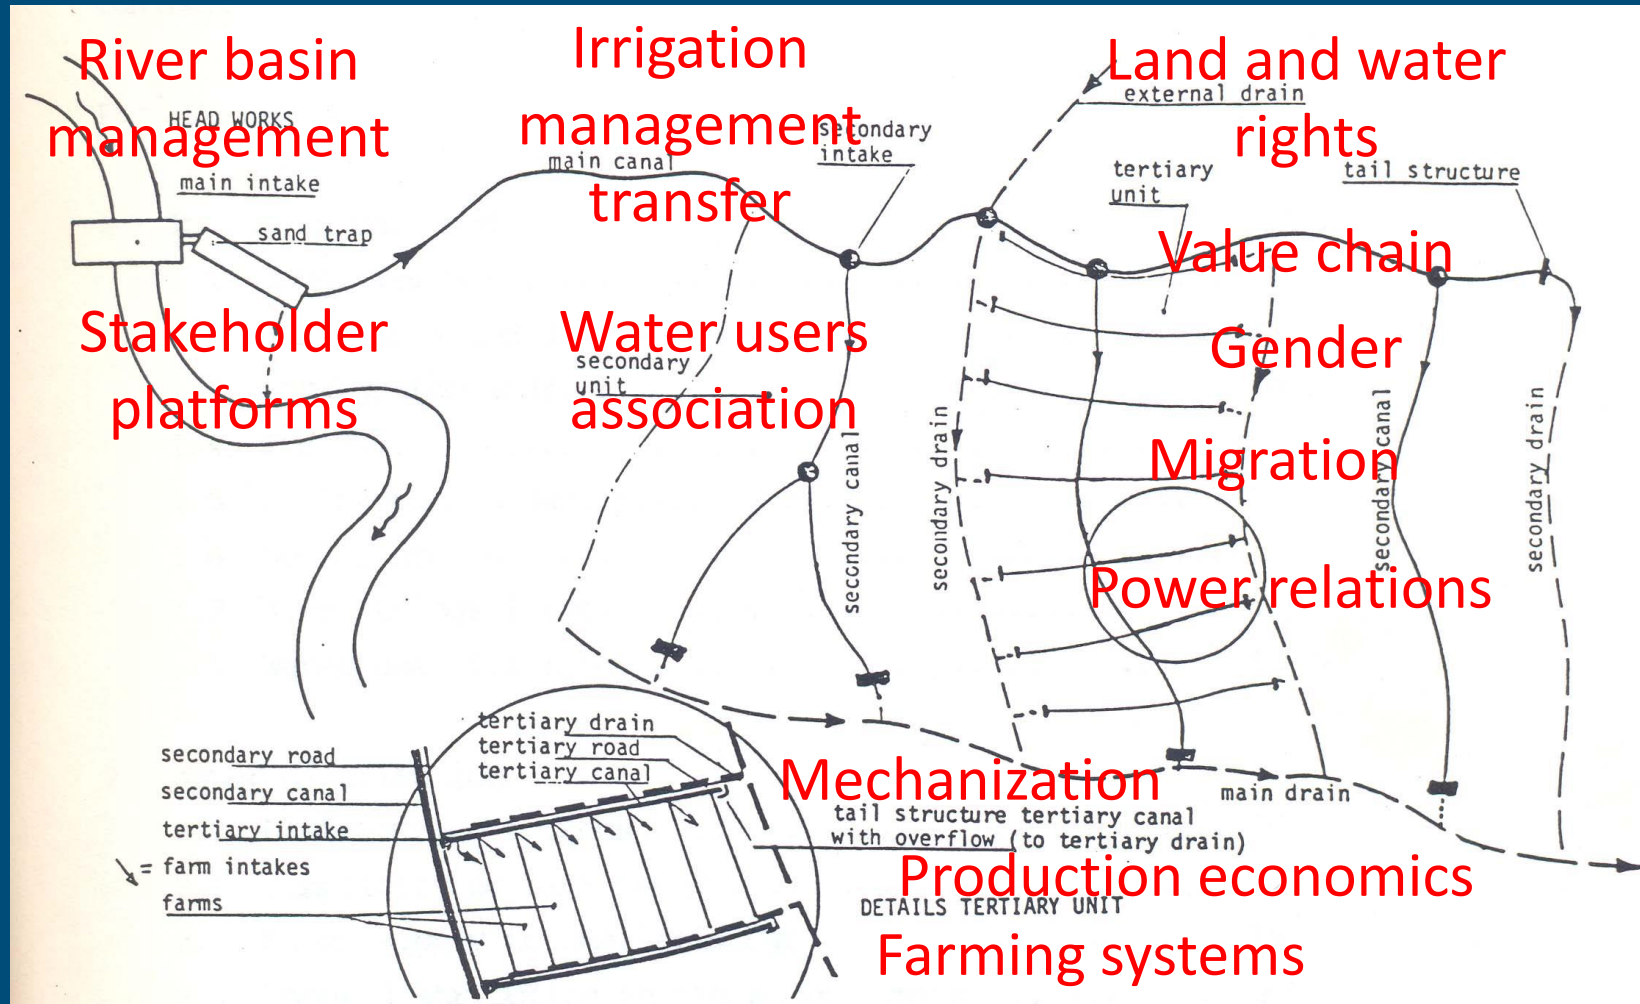 River basin
management
HEAD WORKS
main intake
sand trap
Stakeholder
platforms
Irrigation
management
transfer
main canal
secondary
intake
Water users
association
secondary
unit
secondary canal
Land and water
rights
external drain
tertiary
unit
tail structure
Value chain
Gender
Migration
Power relations
secondary drain
secondary canal
secondary drain
Mechanization
main drain
tail structure tertiary canal
with overflow (to tertiary drain)
Production economics
DETAILS TERTIARY UNIT
Farming systems
tertiary drain
tertiary road
tertiary canal
secondary road
secondary canal
tertiary intake
= farm intakes
farms